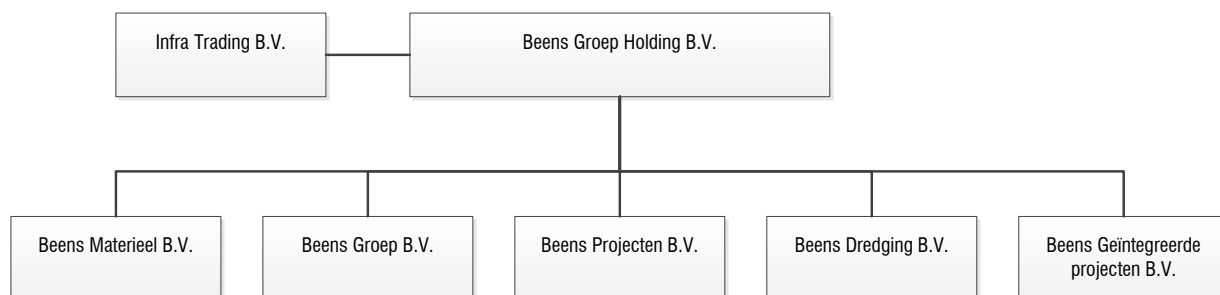 Infra Trading B.V.
Beens Groep Holding B.V.
Beens Materieel B.V.
Beens Groep B.V.
Beens Projecten B.V.
Beens Dredging B.V.
Beens Geïntegreerde
projecten B.V.